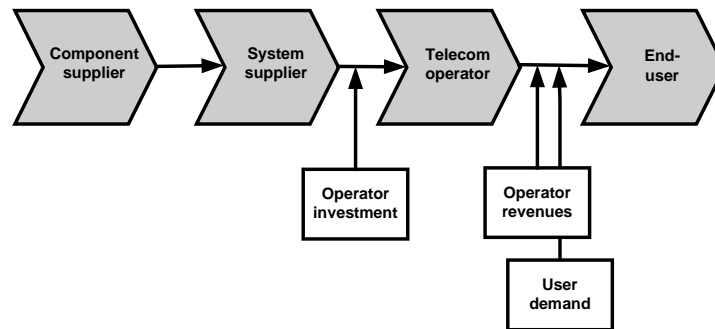 Component
supplier
System
supplier
Telecom
operator
End-
user
Operator
investment
Operator
revenues
User
demand